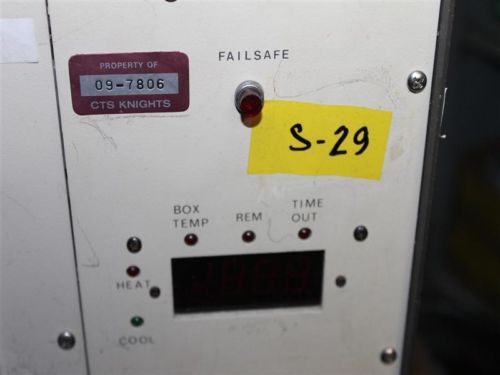 PROPERTY OF
09-7806
CTS KNIGHTS
FAILSAFE
S-29
BOX TEMP
REM
TIME OUT
HEAT
COOL